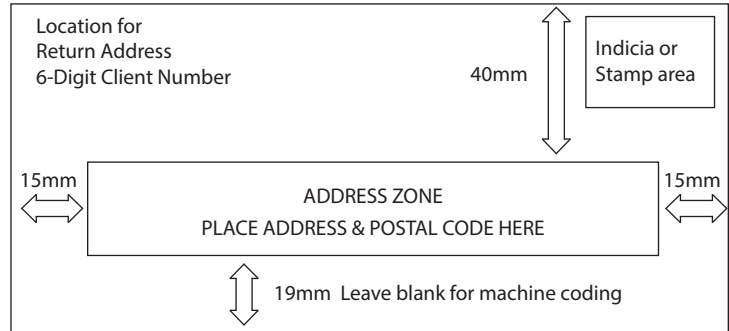 Location for
Return Address
6-Digit Client Number
40mm
Indicia or
Stamp area
15mm
ADDRESS ZONE
PLACE ADDRESS & POSTAL CODE HERE
15mm
19mm Leave blank for machine coding